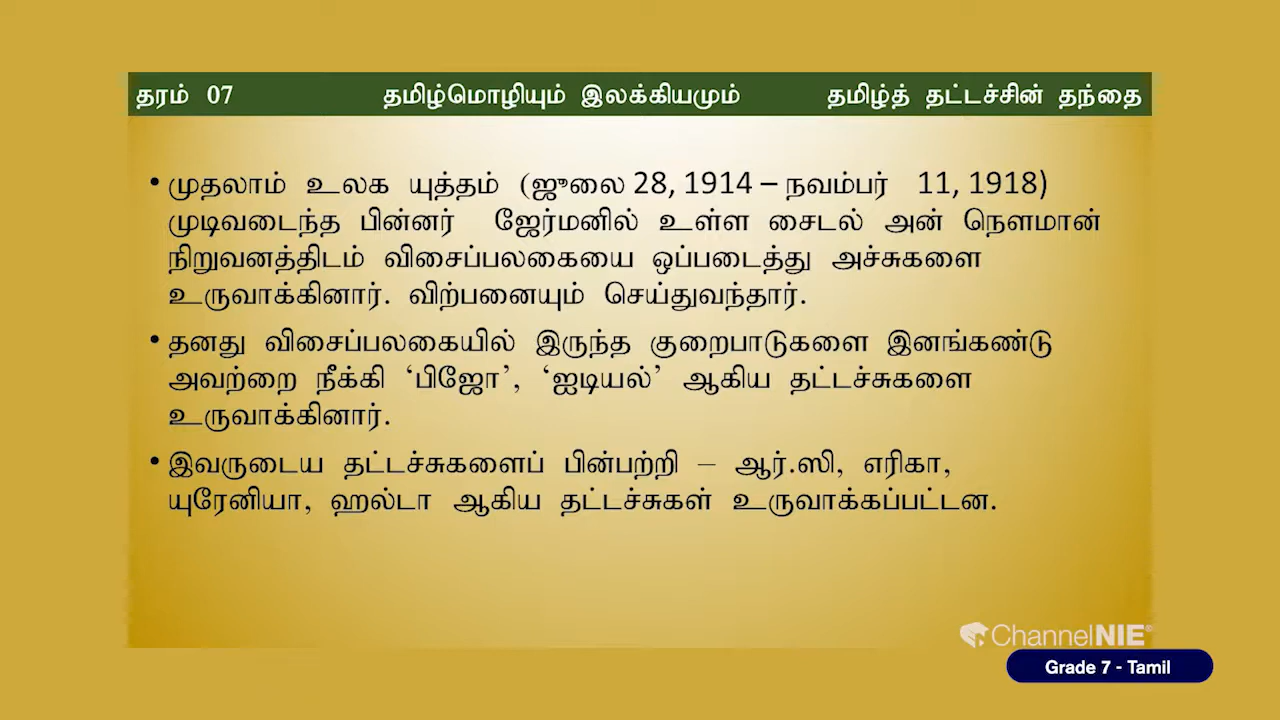 தரம் 07 தமிழ்மொழியும் இலக்கியமும் தமிழ்த் தட்டச்சின் தந்தை
• முதலாம் உலக யுத்தம் (ஜுலை 28, 1914 – நவம்பர் 11, 1918)
முடிவடைந்த பின்னர் ஜேர்மனில் உள்ள சைடல் அன் நௌமான்
நிறுவனத்திடம் விசைப்பலகையை ஒப்படைத்து அச்சுகளை
உருவாக்கினார். விற்பனையும் செய்துவந்தார்.
• தனது விசைப்பலகையில் இருந்த குறைபாடுகளை இனங்கண்டு
அவற்றை நீக்கி ‘பிஜோ’, ‘ஐடியல்’ ஆகிய தட்டச்சுகளை
உருவாக்கினார்.
• இவருடைய தட்டச்சுகளைப் பின்பற்றி – ஆர்.ஸி, எரிகா,
யுரேனியா, ஹல்டா ஆகிய தட்டச்சுகள் உருவாக்கப்பட்டன.
ChannelNIE®
Grade 7 - Tamil